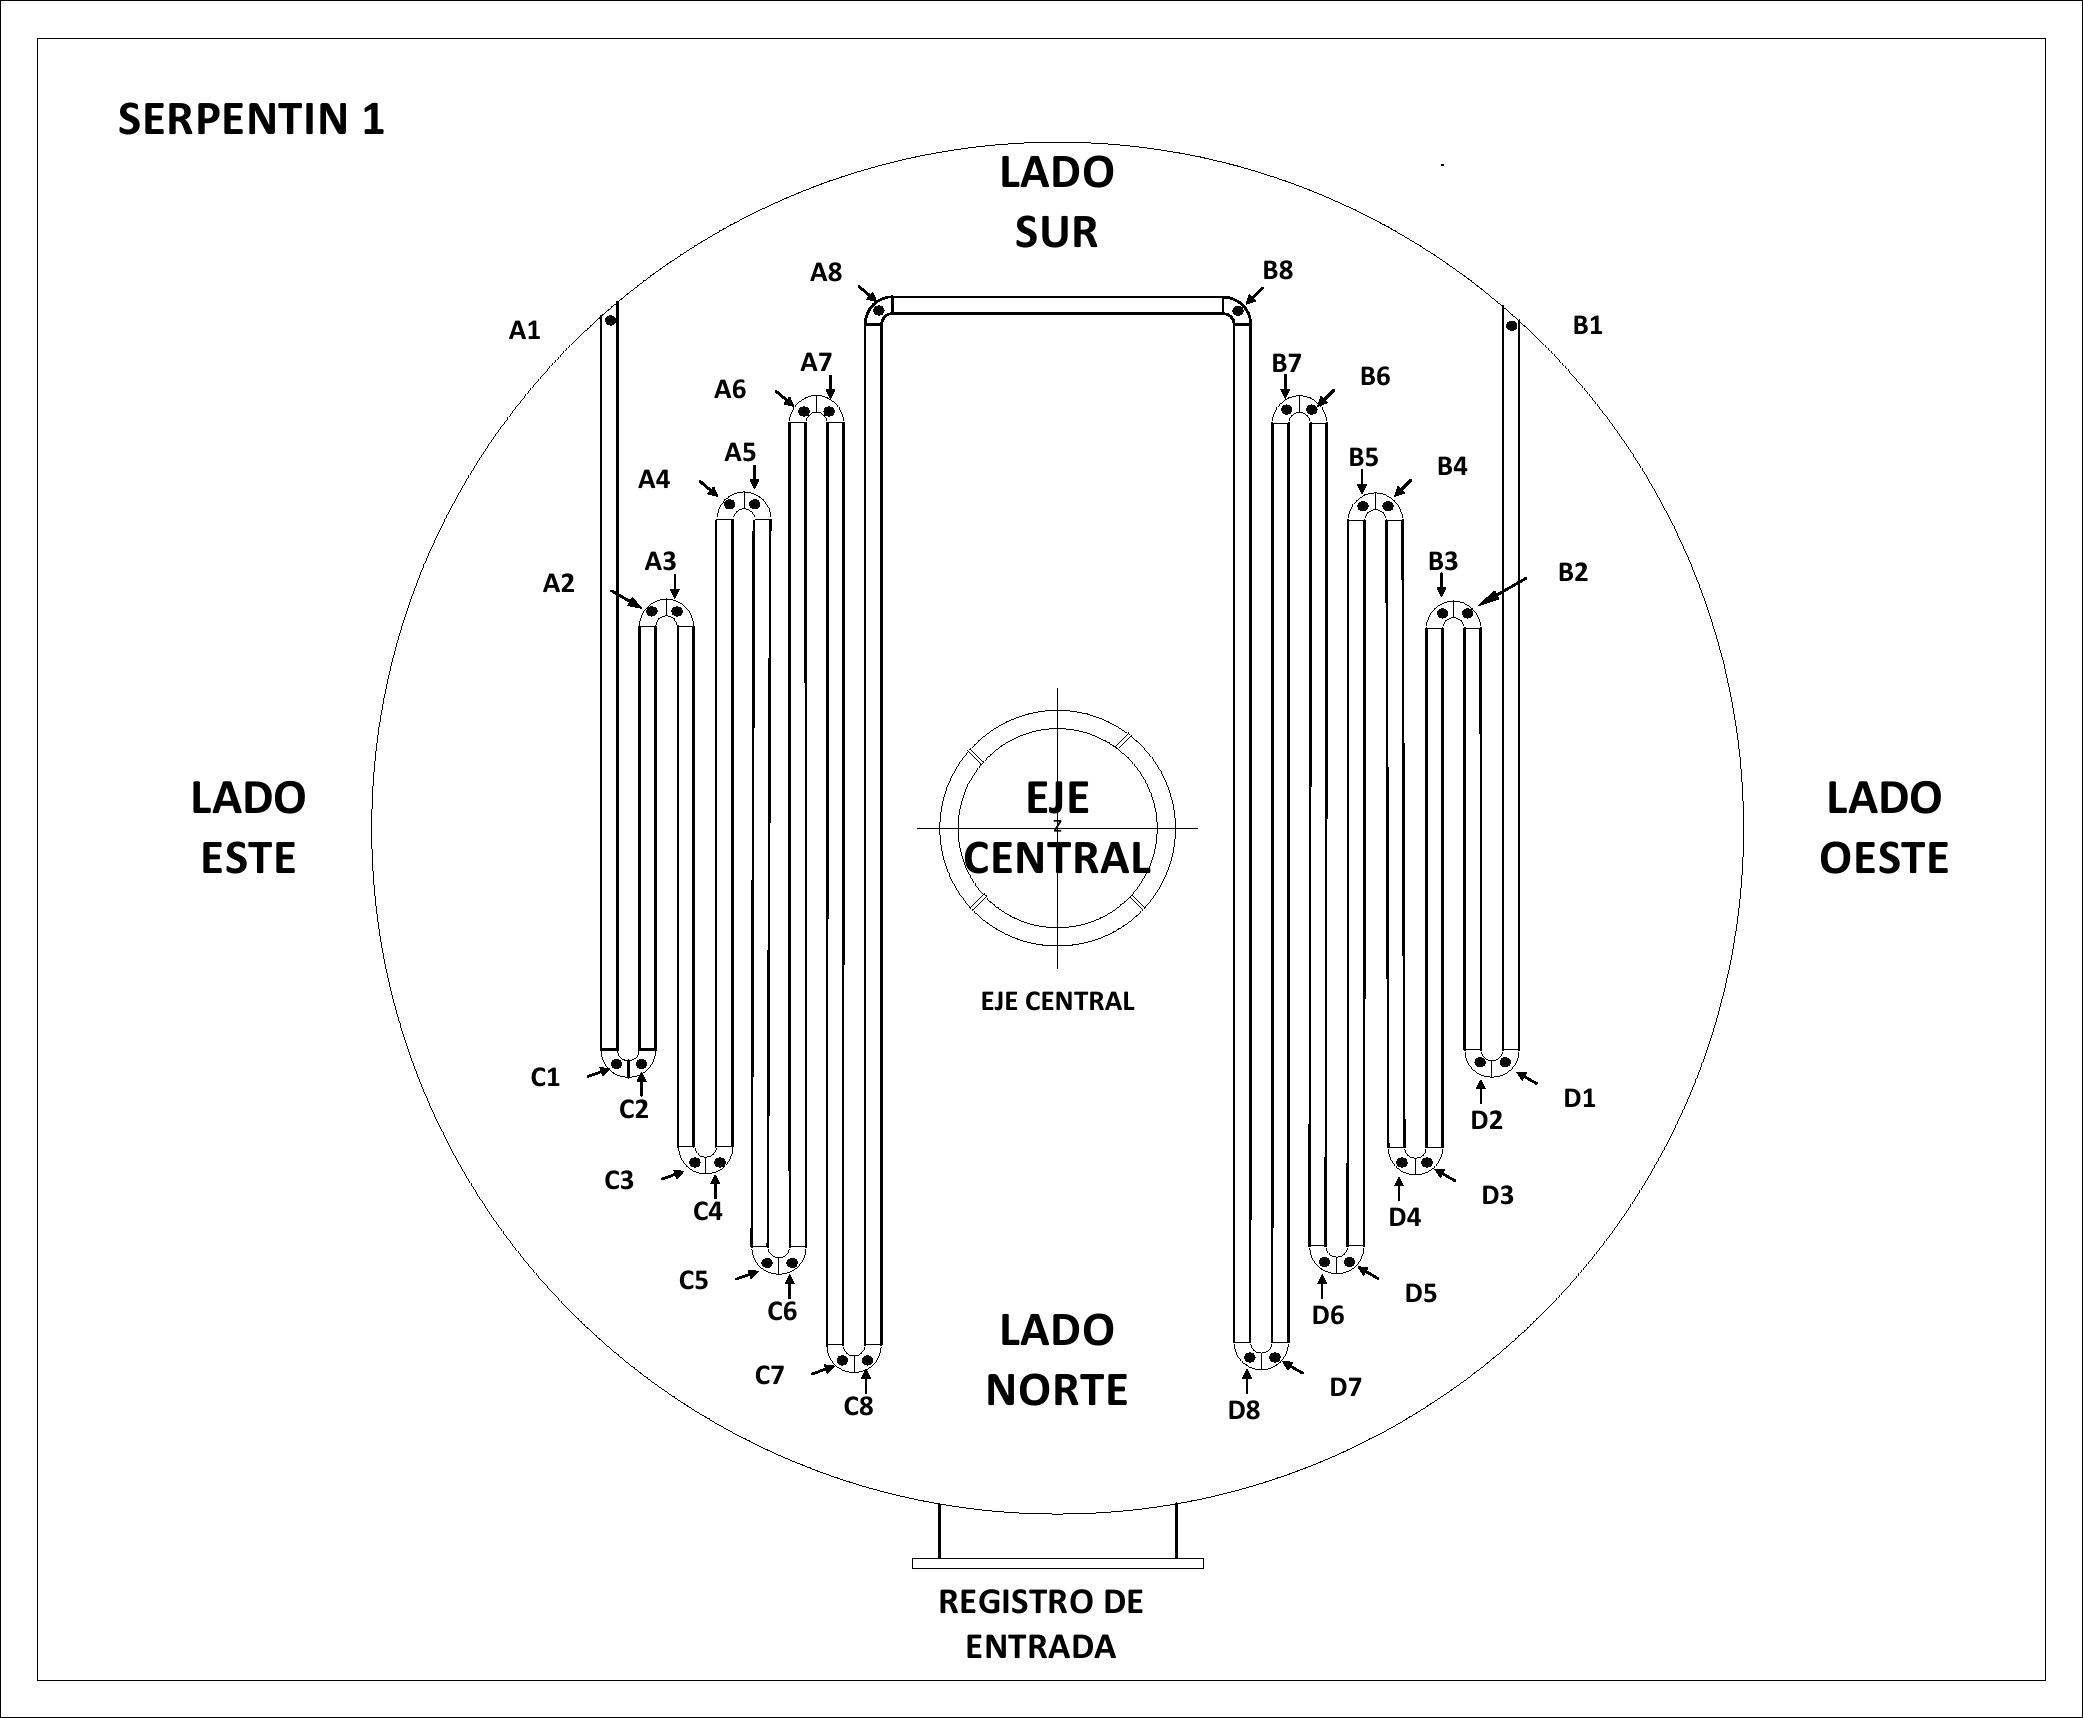 SERPENTIN 1
LADO
SUR
A8
B8
A1
B1
A7
B7
A6
B6
A5
B5
A4
B4
A3
B3
A2
B2
LADO
ESTE
EJE
Z
CENTRAL
LADO
OESTE
EJE CENTRAL
C1
D1
C2
D2
C3
D3
C4
D4
C5
D5
C6
D6
LADO
NORTE
C7
D7
C8
D8
REGISTRO DE
ENTRADA